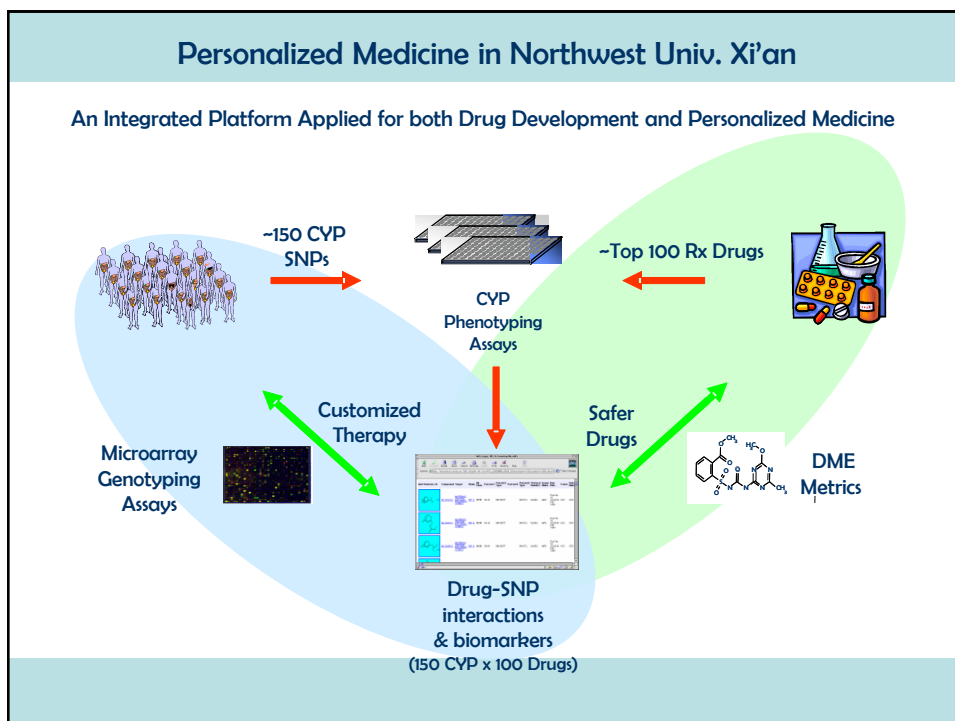 Personalized Medicine in Northwest Univ. Xi'an
An Integrated Platform Applied for both Drug Development and Personalized Medicine
~150 CYP
SNPs
~Top 100 Rx Drugs
CYP
Phenotyping
Assays
Customized
Therapy
Safer
Drugs
Microarray
Genotyping
Assays
DME
Metrics
Drug-SNP
interactions
& biomarkers
(150 CYP x 100 Drugs)